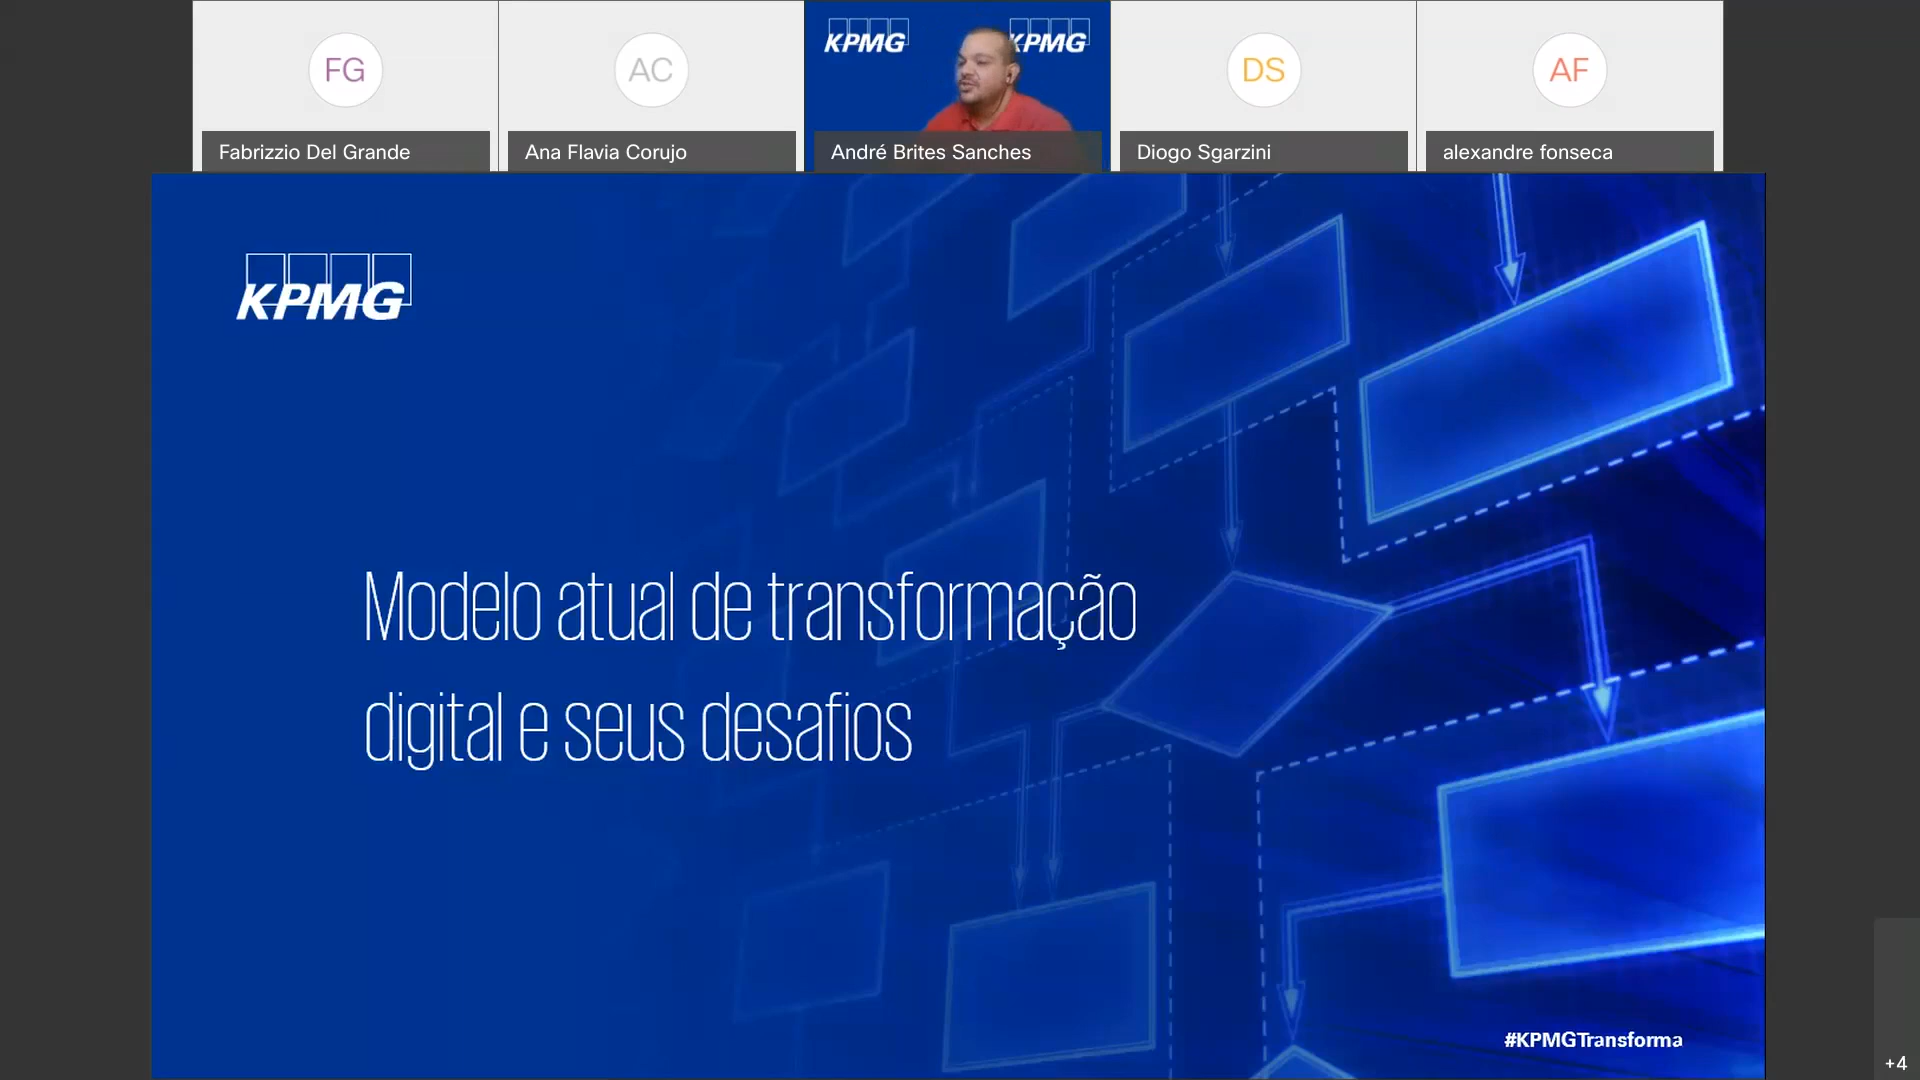 FG
AC
KPMG
KPMG
DS
AF
Fabrizzio Del Grande
Ana Flavia Corujo
André Brites Sanches
Diogo Sgarzini
alexandre fonseca
KPMG
Modelo atual de transformação
digital e seus desafios
#KPMGTransforma
+4